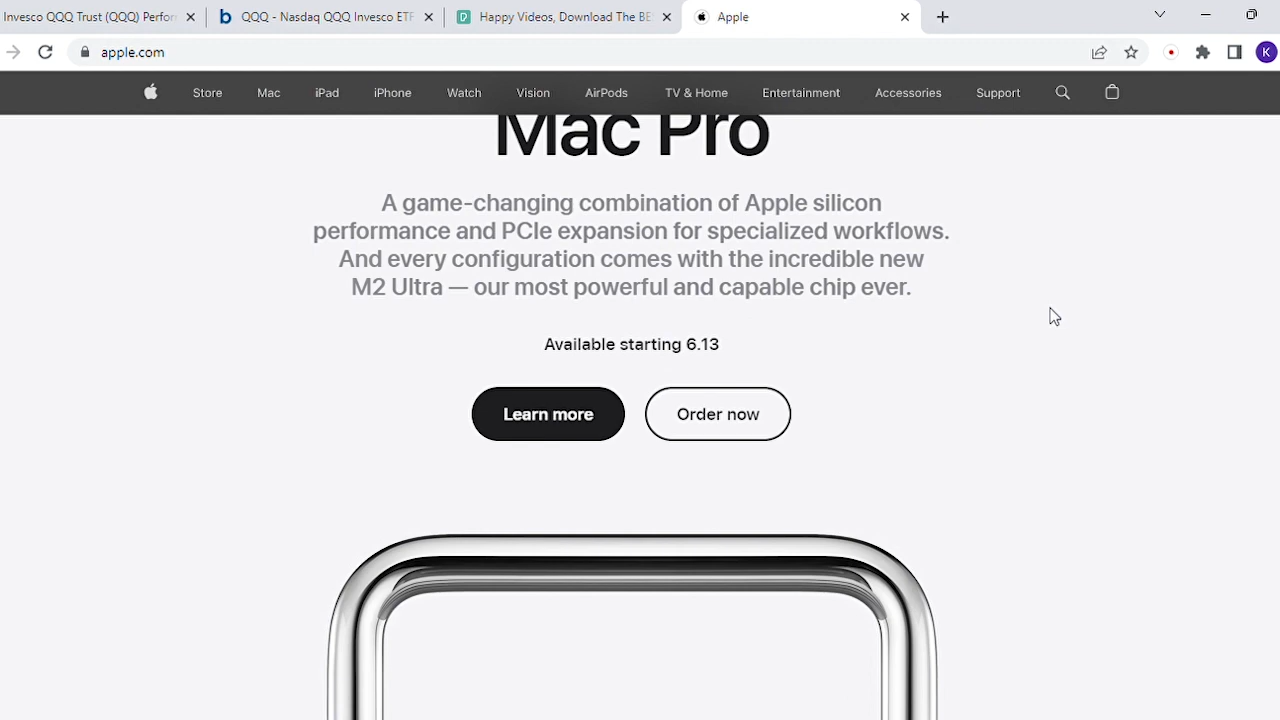 Invesco QQQ Trust (QQQ) Perfor
QQQ - Nasdaq QQQ Invesco ETF
Happy Videos, Download The BE
Apple
apple.com
K
Store Mac iPad iPhone Watch Vision AirPods TV & Home Entertainment Accessories Support
Mac Pro
A game-changing combination of Apple silicon
performance and PCIe expansion for specialized workflows.
And every configuration comes with the incredible new
M2 Ultra — our most powerful and capable chip ever.
Available starting 6.13
Learn more
Order now